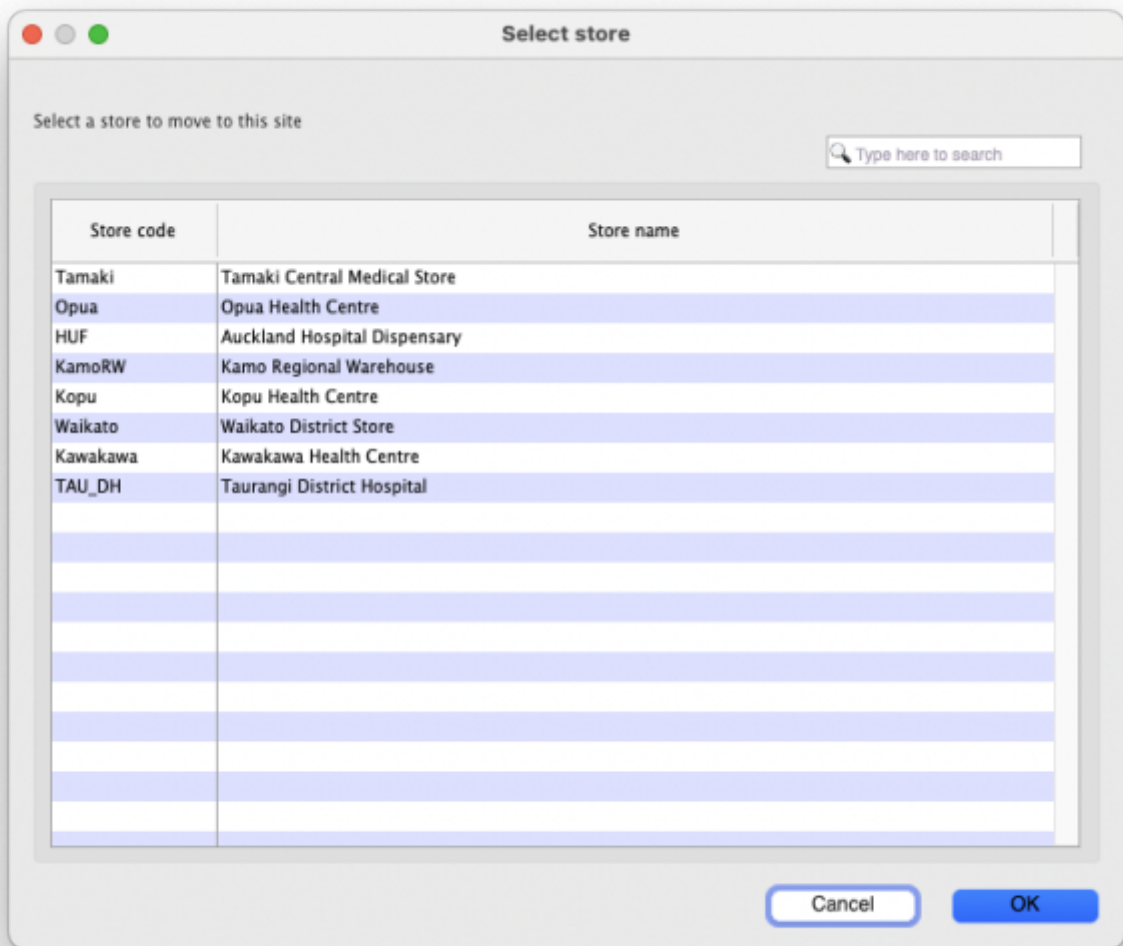 Select store
Select a store to move to this site
Type here to search
Store code Store name
Tamaki Tamaki Central Medical Store
Opua Opua Health Centre
HUF Auckland Hospital Dispensary
KamoRW Kamo Regional Warehouse
Kopu Kopu Health Centre
Waikato Waikato District Store
Kawakawa Kawakawa Health Centre
TAU_DH Taurangi District Hospital
Cancel OK